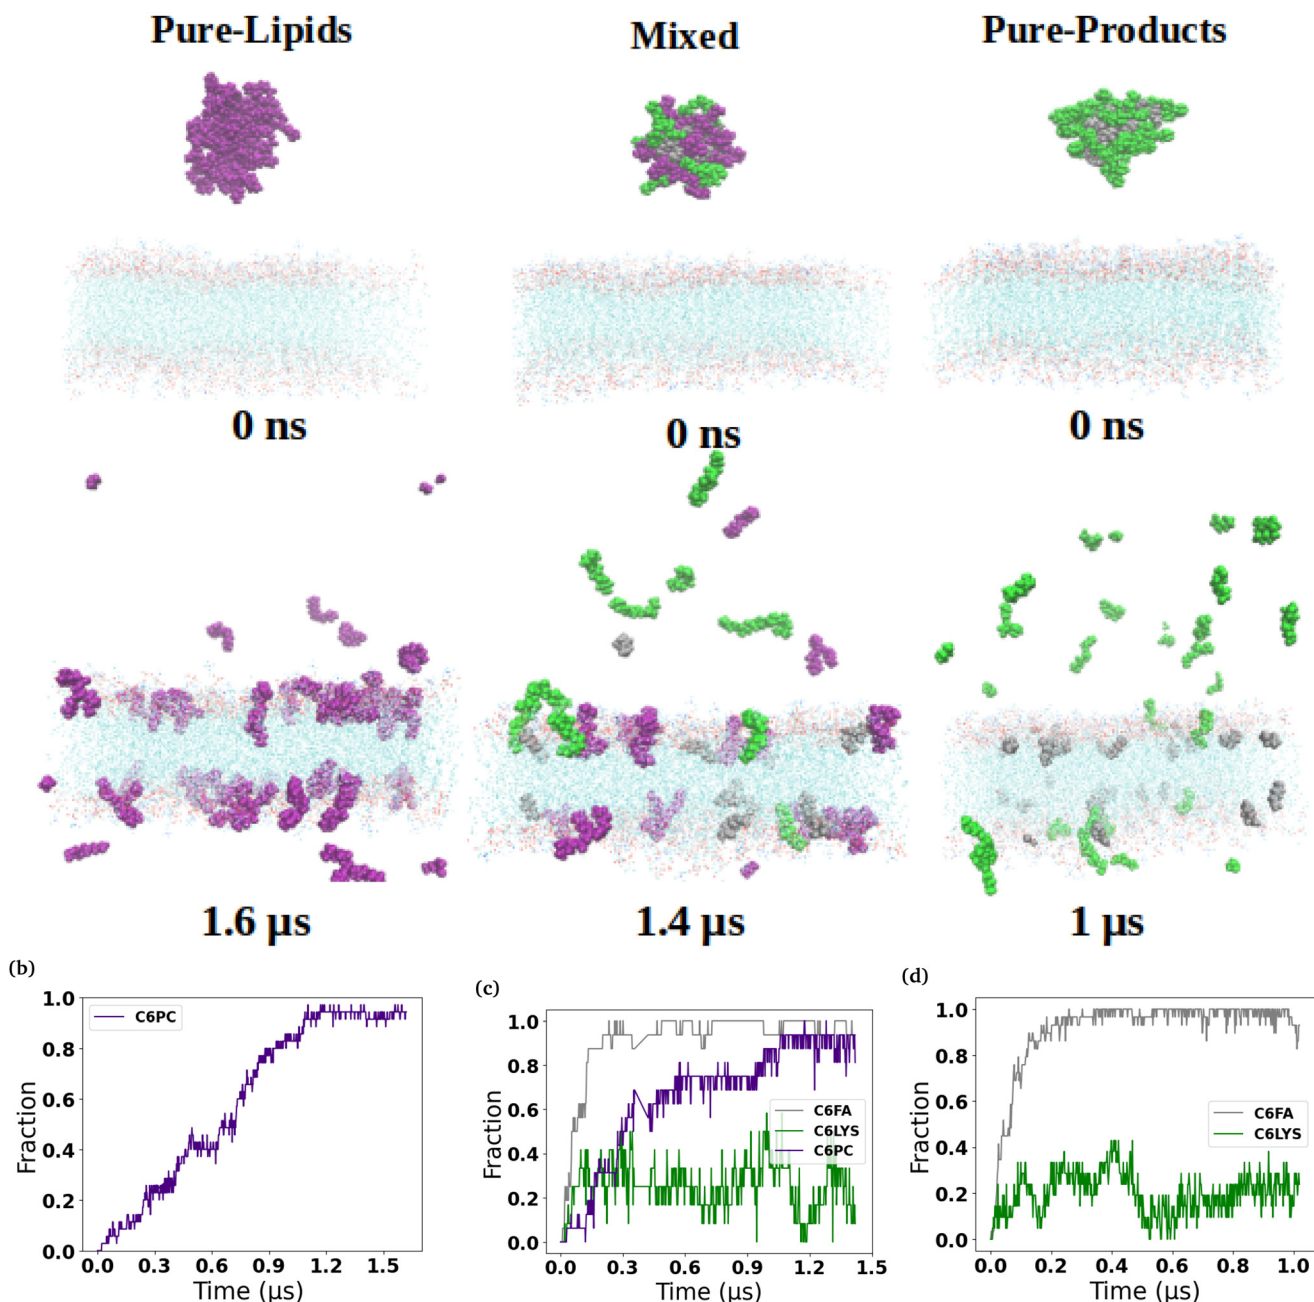 Pure-Lipids
Mixed
Pure-Products
0 ns
0 ns
0 ns
1.6 µs
1.4 µs
1 µs
(b)
1.0
0.8
0.6
0.4
0.2
0.0
Fraction
C6PC
0.0 0.3 0.6 0.9 1.2 1.5
Time (µs)
(c)
1.0
0.8
0.6
0.4
0.2
0.0
Fraction
C6FA
C6LYS
C6PC
0.0 0.3 0.6 0.9 1.2 1.5
Time (µs)
(d)
1.0
0.8
0.6
0.4
0.2
0.0
Fraction
C6FA
C6LYS
0.0 0.2 0.4 0.6 0.8 1.0
Time (µs)